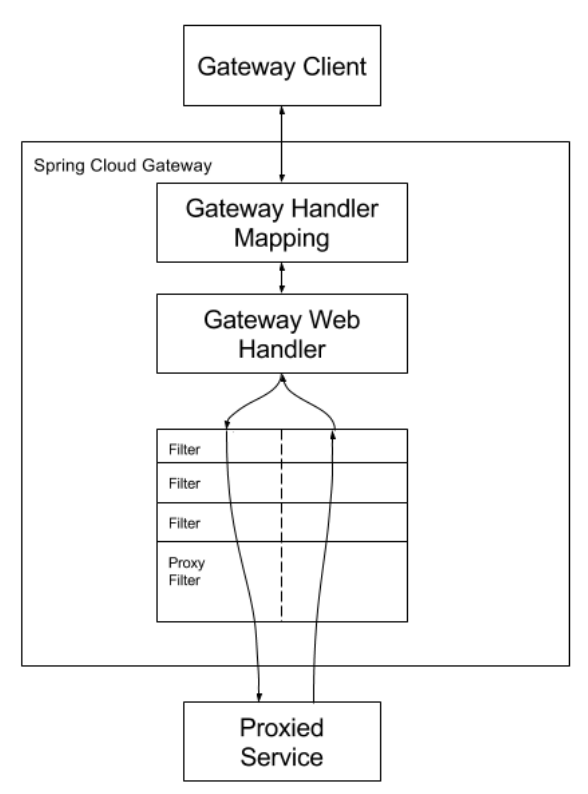 Gateway Client
Spring Cloud Gateway
Gateway Handler
Mapping
Gateway Web
Handler
Filter
Filter
Filter
Proxy
Filter
Proxied
Service